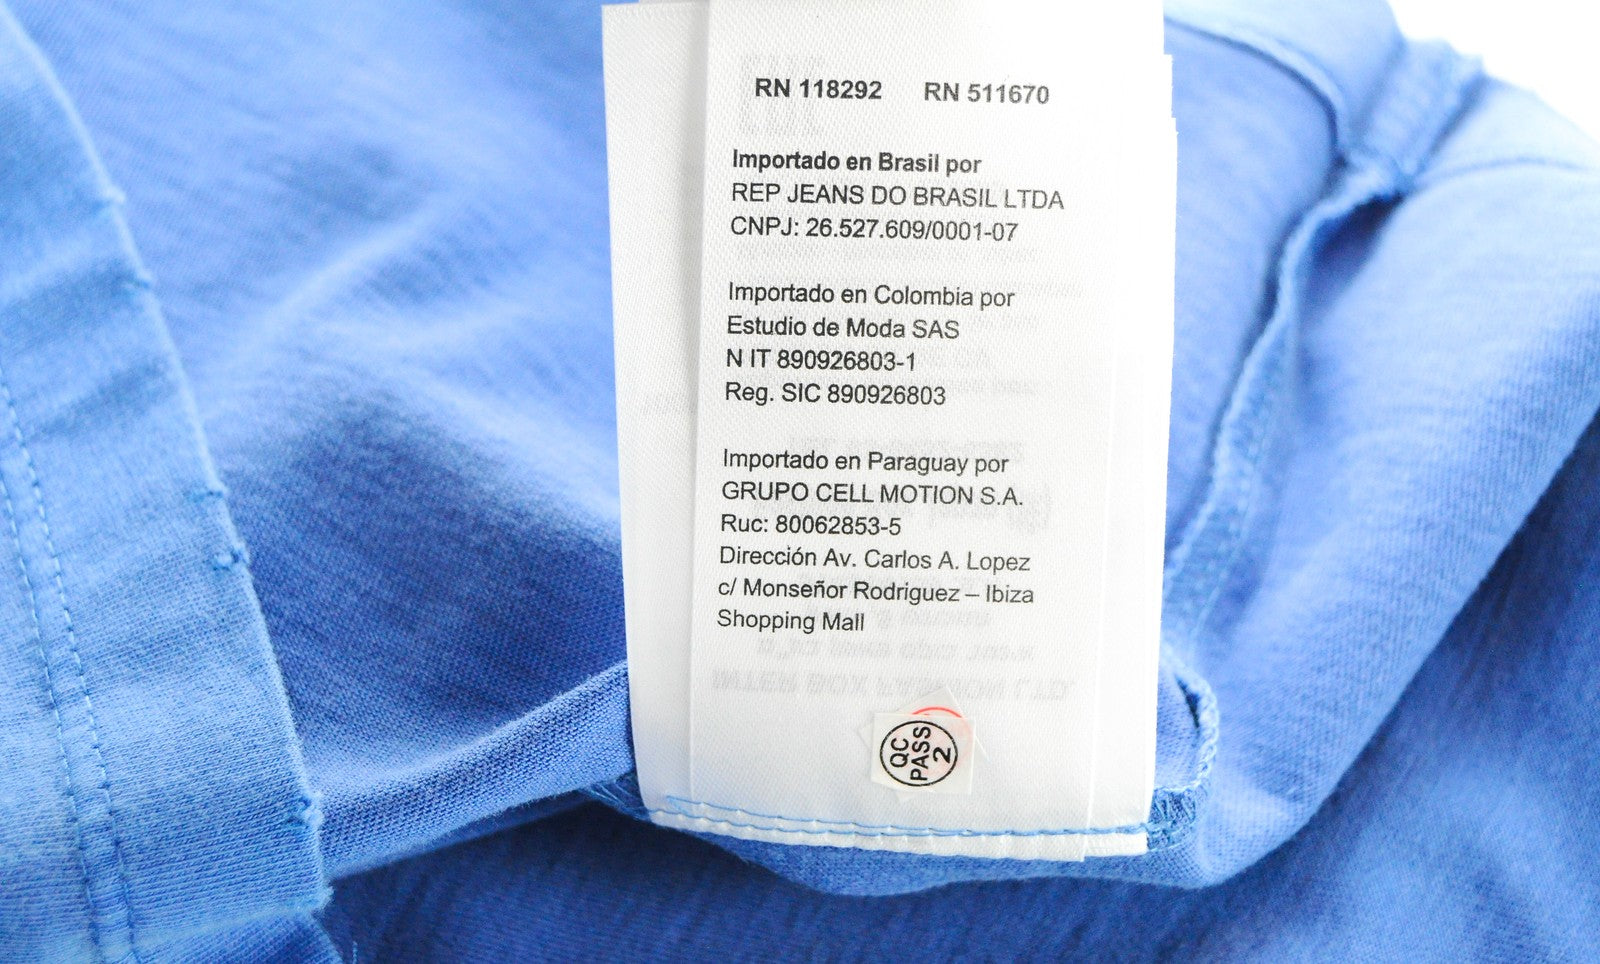 RN 118292 RN 511670
Importado en Brasil por
REP JEANS DO BRASIL LTDA
CNPJ: 26.527.609/0001-07
Importado en Colombia por
Estudio de Moda SAS
N IT 890926803-1
Reg. SIC 890926803
Importado en Paraguay por
GRUPO CELL MOTION S.A.
Ruc: 80062853-5
Dirección Av. Carlos A. Lopez
c/ Monseñor Rodriguez – Ibiza
Shopping Mall
QC
PASS
2